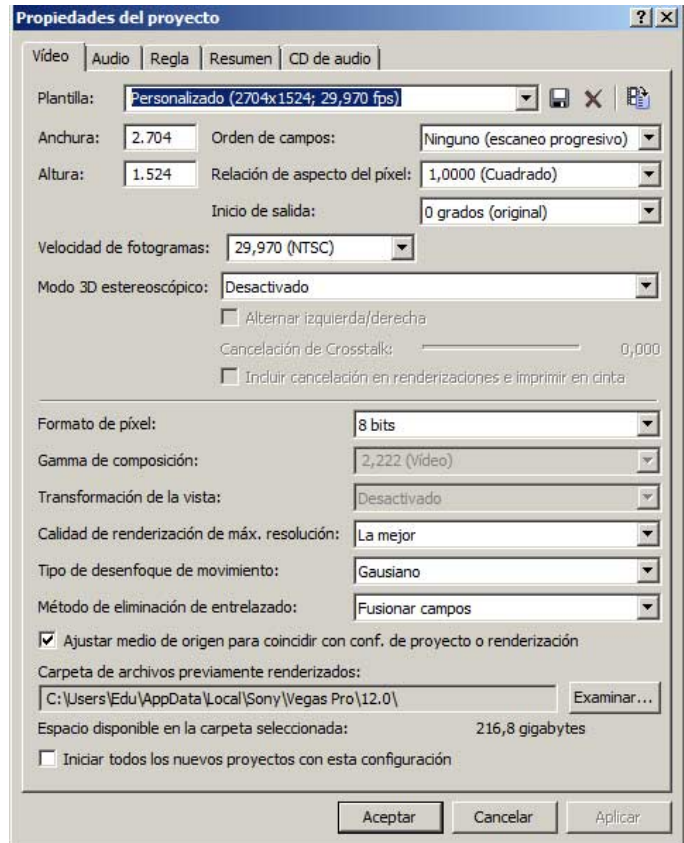 Propiedades del proyecto
Vídeo Audio Regla Resumen CD de audio
Plantilla: Personalizado (2704x1524; 29,970 fps)
Anchura: 2.704 Orden de campos: Ninguno (escaneo progresivo)
Altura: 1.524 Relación de aspecto del píxel: 1,0000 (Cuadrado)
Inicio de salida: 0 grados (original)
Velocidad de fotogramas: 29,970 (NTSC)
Modo 3D estereoscópico: Desactivado
Alternar izquierda/derecha
Cancelación de Crosstalk: 0,000
Incluir cancelación en renderizaciones e imprimir en cinta
Formato de píxel: 8 bits
Gamma de composición: 2,222 (Vídeo)
Transformación de la vista: Desactivado
Calidad de renderización de máx. resolución: La mejor
Tipo de desenfoque de movimiento: Gausiano
Método de eliminación de entrelazado: Fusionar campos
Ajustar medio de origen para coincidir con conf. de proyecto o renderización
Carpeta de archivos previamente renderizados:
C:\Users\Edu\AppData\Local\Sony\Vegas Pro\12.0\ Examinar...
Espacio disponible en la carpeta seleccionada: 216,8 gigabytes
Iniciar todos los nuevos proyectos con esta configuración
Aceptar Cancelar Aplicar